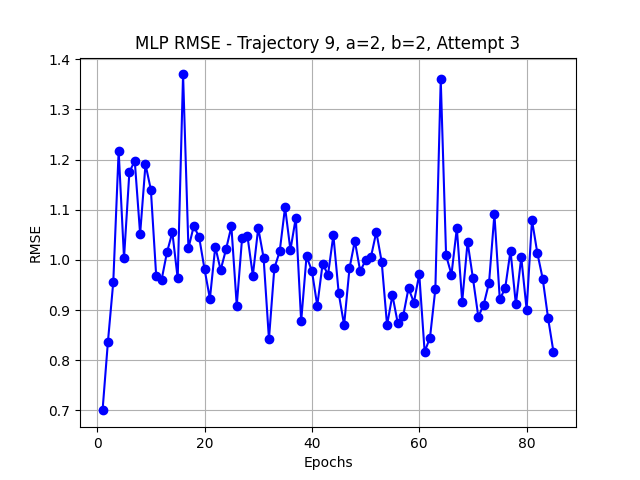 MLP RMSE - Trajectory 9, a=2, b=2, Attempt 3
1.4
1.3
1.2
1.1
1.0
0.9
0.8
0.7
RMSE
0 20 40 60 80
Epochs